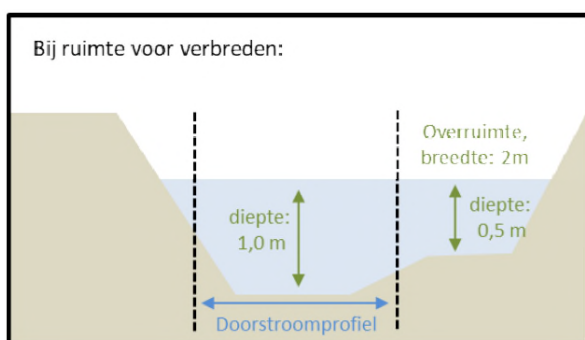 Bij ruimte voor verbreden:
Overruimte,
breedte: 2m
diepte:
1,0 m
diepte:
0,5 m
Doorstroomprofiel